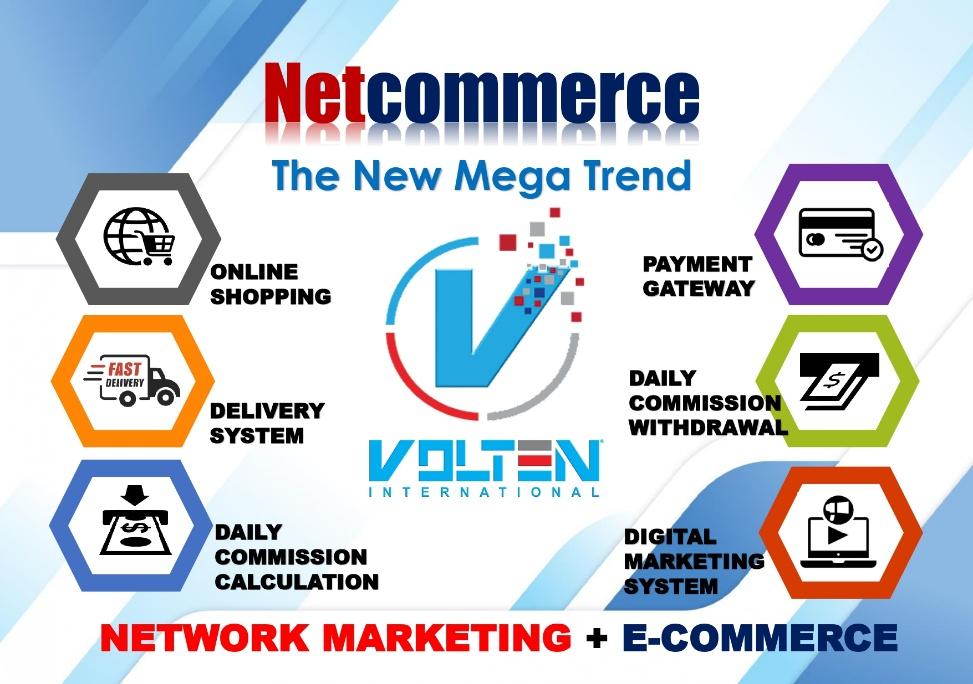 Netcommerce
The New Mega Trend
ONLINE
SHOPPING
FAST
DELIVERY
DELIVERY
SYSTEM
DAILY
COMMISSION
CALCULATION
V
VOLTEN
INTERNATIONAL
PAYMENT
GATEWAY
DAILY
COMMISSION
WITHDRAWAL
DIGITAL
MARKETING
SYSTEM
NETWORK MARKETING + E-COMMERCE